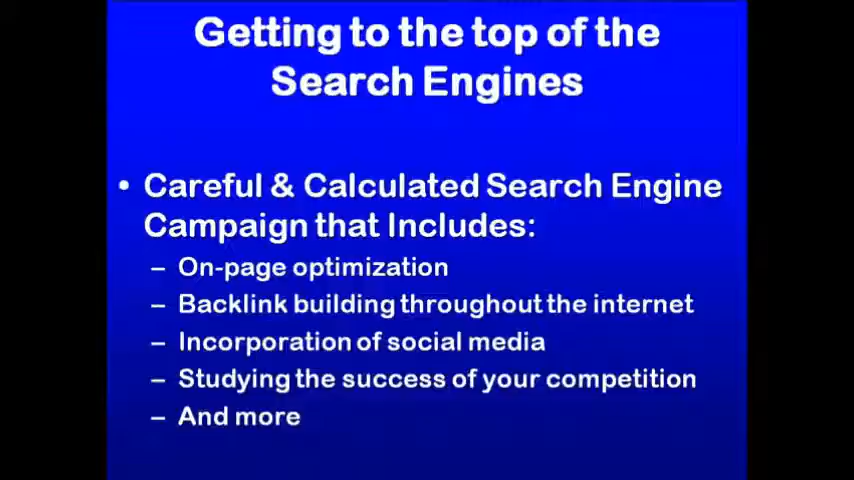 Getting to the top of the
Search Engines
• Careful & Calculated Search Engine
Campaign that Includes:
– On-page optimization
– Backlink building throughout the internet
– Incorporation of social media
– Studying the success of your competition
– And more